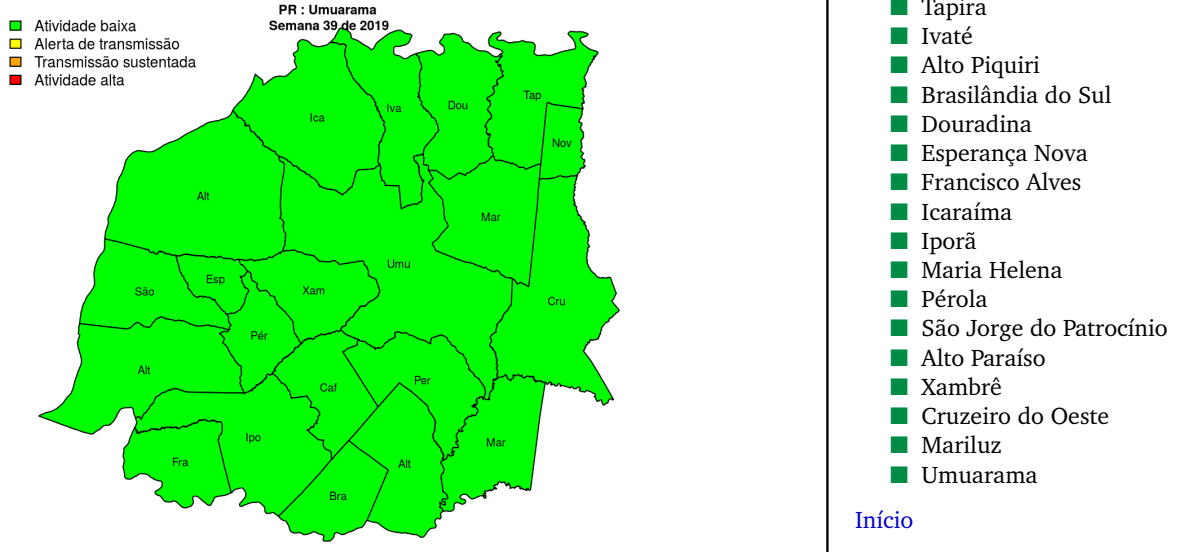 PR : Umuarama
Semana 39 de 2019
Atividade baixa
Alerta de transmissão
Transmissão sustentada
Atividade alta
Ica
Iva
Dou
Tap
Nov
Alt
Mar
Umu
Esp
São
Xam
Cru
Pér
Alt
Caf
Per
Ipo
Mar
Fra
Alt
Bra
Tapira
Ivaté
Alto Piquiri
Brasilândia do Sul
Douradina
Esperança Nova
Francisco Alves
Icaraíma
Iporã
Maria Helena
Pérola
São Jorge do Patrocínio
Alto Paraíso
Xambrê
Cruzeiro do Oeste
Mariluz
Umuarama
Início